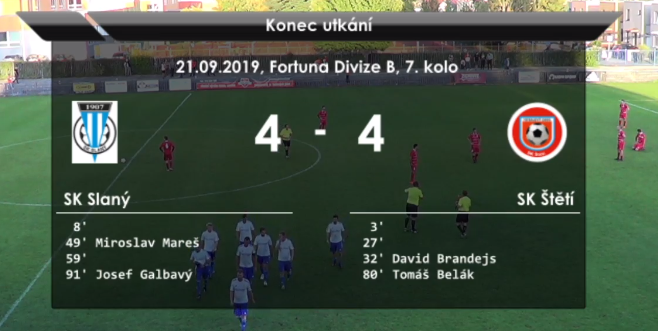 Konec utkání
21.09.2019, Fortuna Divize B, 7. kolo
1907
4 - 4
SK Slaný
SK Štětí
8'
49' Miroslav Mareš
59'
91' Josef Galbavý
3'
27'
32' David Brandejs
80' Tomáš Belák